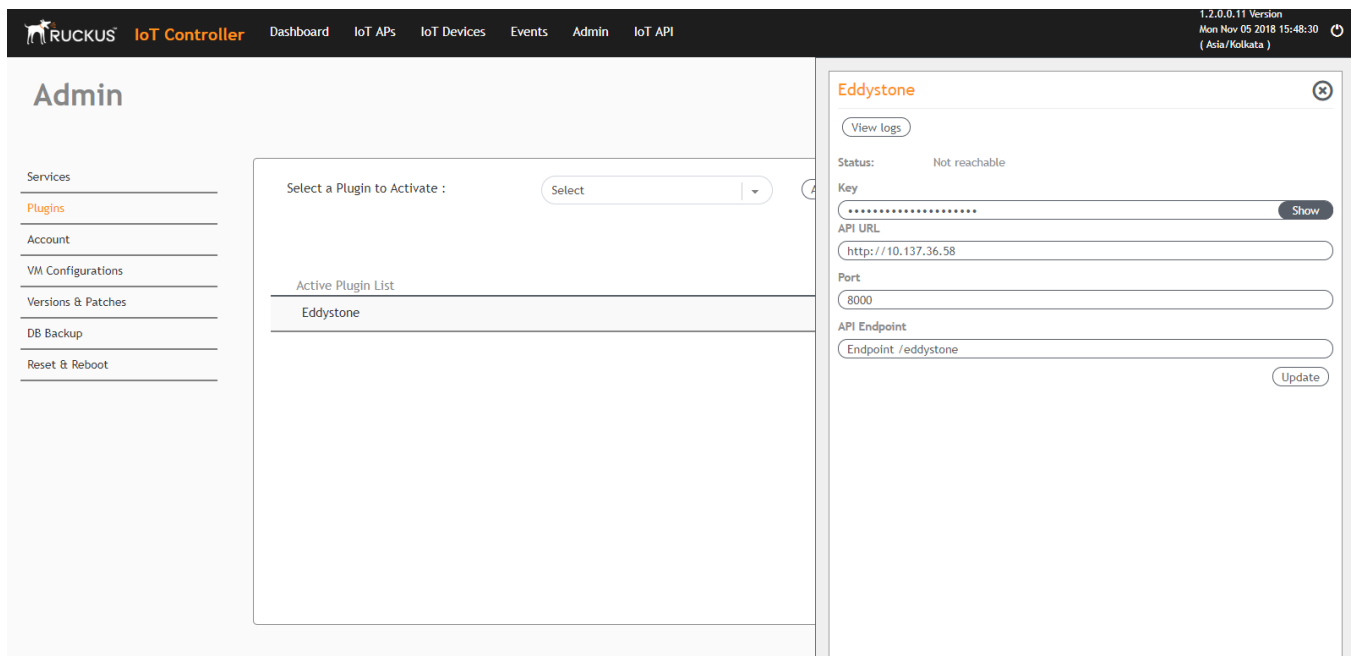 RUCKUS IoT Controller Dashboard IoT APs IoT Devices Events Admin IoT API
1.2.0.0.11 Version
Mon Nov 05 2018 15:48:30
( Asia/Kolkata )
Admin
Services
Plugins
Account
VM Configurations
Versions & Patches
DB Backup
Reset & Reboot
Select a Plugin to Activate : Select
Active Plugin List
Eddystone
Eddystone
View logs
Status: Not reachable
Key
••••••••••••••••••••• Show
API URL
http://10.137.36.58
Port
8000
API Endpoint
Endpoint /eddystone
Update